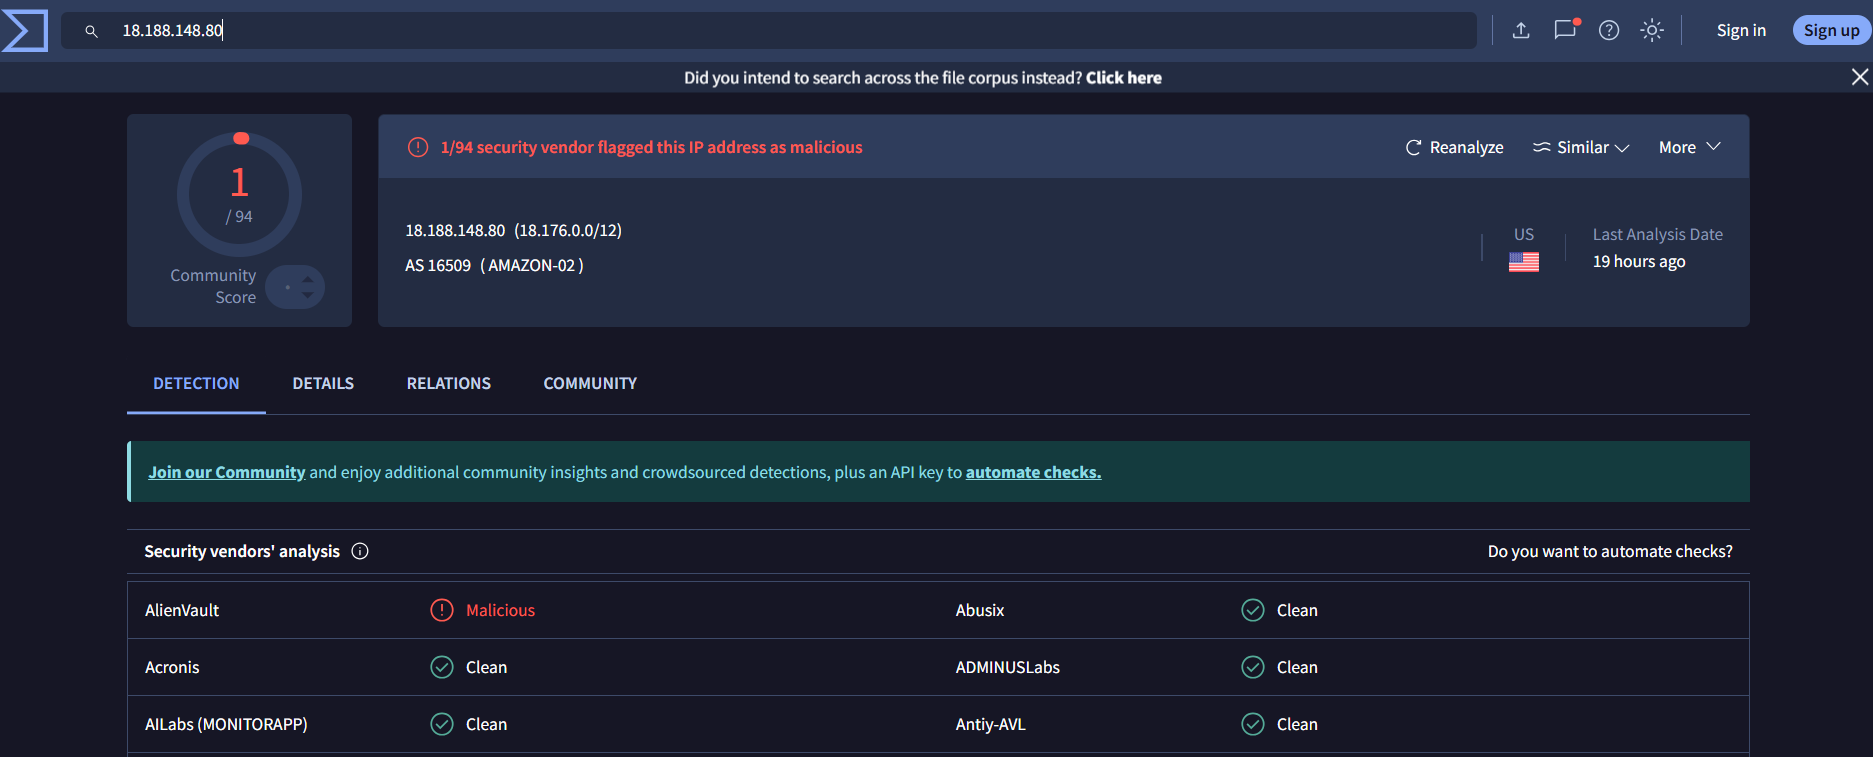 18.188.148.80
Sign in
Sign up
Did you intend to search across the file corpus instead? Click here
1
/ 94
Community Score
1/94 security vendor flagged this IP address as malicious
Reanalyze
Similar
More
18.188.148.80 (18.176.0.0/12)
AS 16509 ( AMAZON-02 )
US
Last Analysis Date
19 hours ago
DETECTION
DETAILS
RELATIONS
COMMUNITY
Join our Community and enjoy additional community insights and crowdsourced detections, plus an API key to automate checks.
Security vendors' analysis
Do you want to automate checks?
AlienVault
Malicious
Abusix
Clean
Acronis
Clean
ADMINUSLabs
Clean
AILabs (MONITORAPP)
Clean
Antiy-AVL
Clean